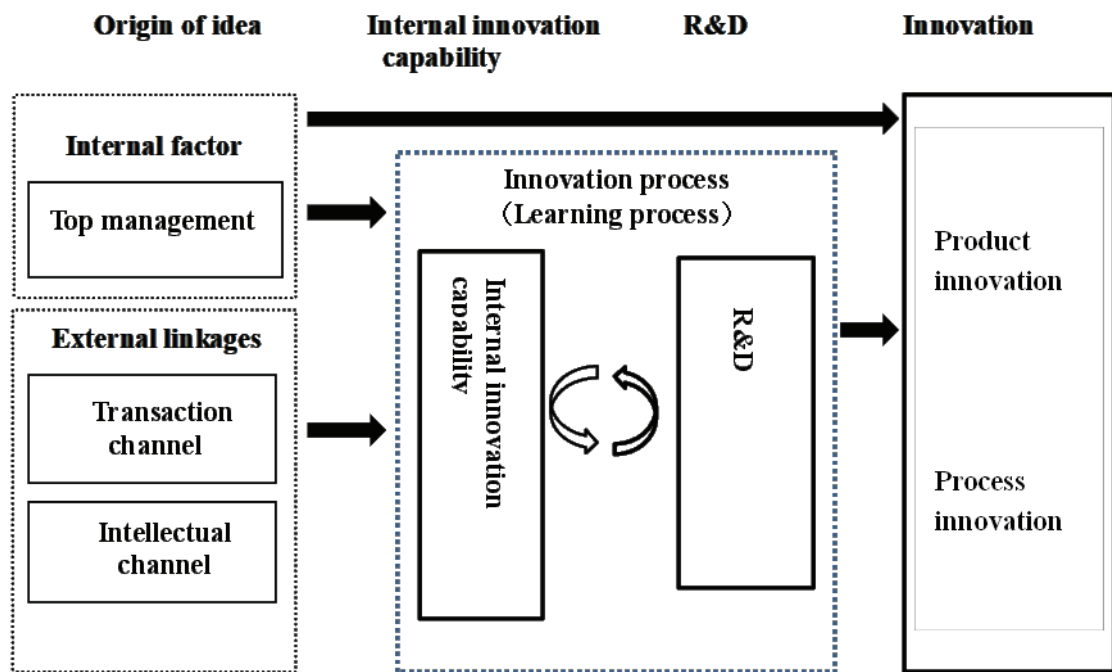 Origin of idea
Internal innovation
capability
R&D
Innovation
Internal factor
Top management
External linkages
Transaction
channel
Intellectual
channel
Innovation process
（Learning process）
Internal innovation
capability
R&D
Product
innovation
Process
innovation